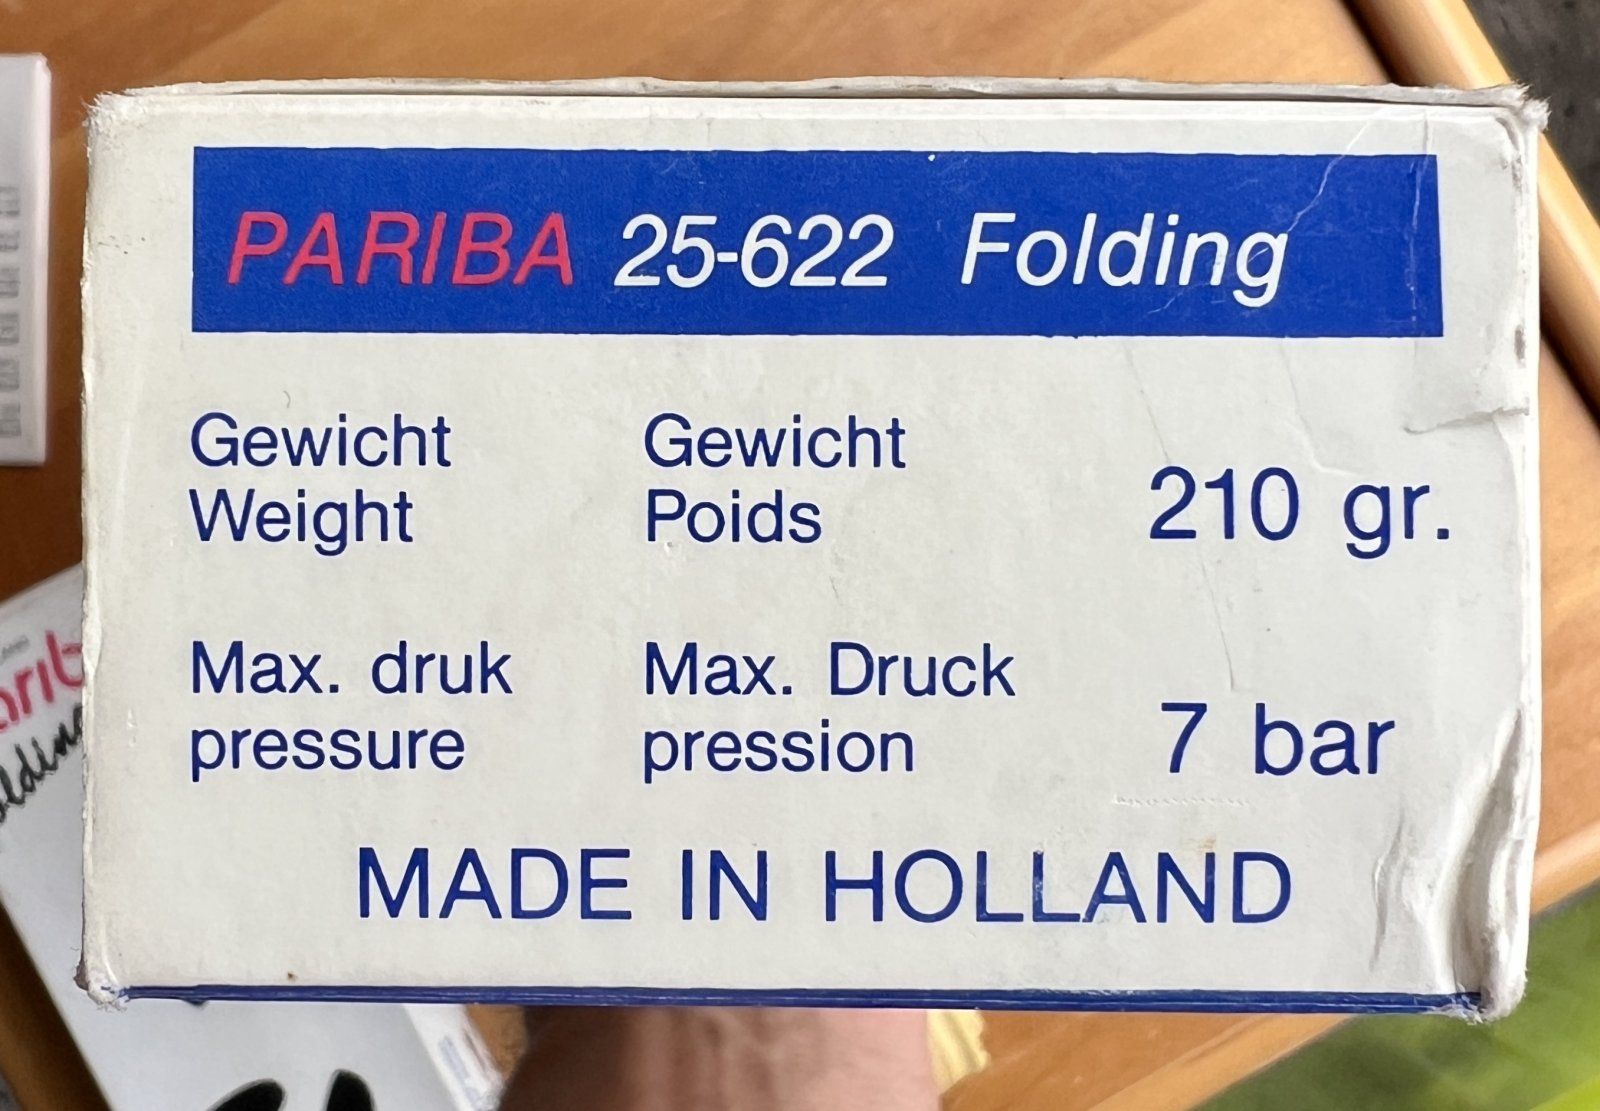 PARIBA 25-622 Folding
Gewicht Gewicht
Weight Poids 210 gr.
Max. druk Max. Druck
pressure pression 7 bar
MADE IN HOLLAND